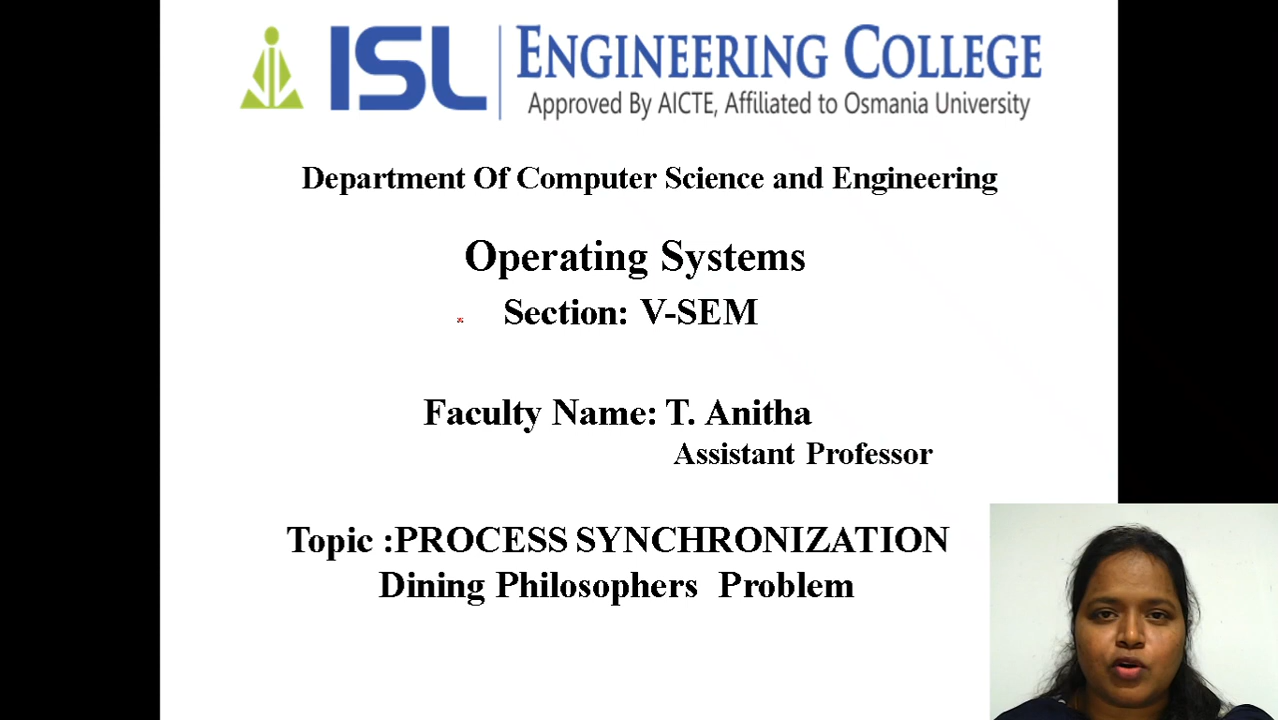 ISL ENGINEERING COLLEGE
Approved By AICTE, Affiliated to Osmania University
Department Of Computer Science and Engineering
Operating Systems
Section: V-SEM
Faculty Name: T. Anitha
Assistant Professor
Topic :PROCESS SYNCHRONIZATION
Dining Philosophers Problem